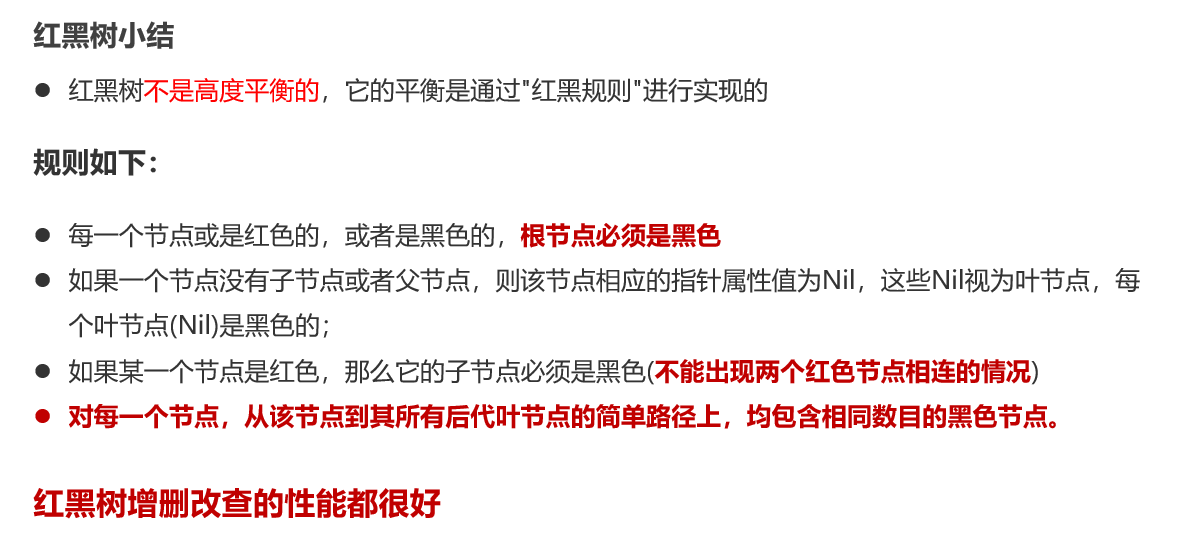 红黑树小结
● 红黑树不是高度平衡的，它的平衡是通过"红黑规则"进行实现的
规则如下：
● 每一个节点或是红色的，或者是黑色的，根节点必须是黑色
● 如果一个节点没有子节点或者父节点，则该节点相应的指针属性值为Nil，这些Nil视为叶节点，每
个叶节点(Nil)是黑色的；
● 如果某一个节点是红色，那么它的子节点必须是黑色(不能出现两个红色节点相连的情况)
● 对每一个节点，从该节点到其所有后代叶节点的简单路径上，均包含相同数目的黑色节点。
红黑树增删改查的性能都很好